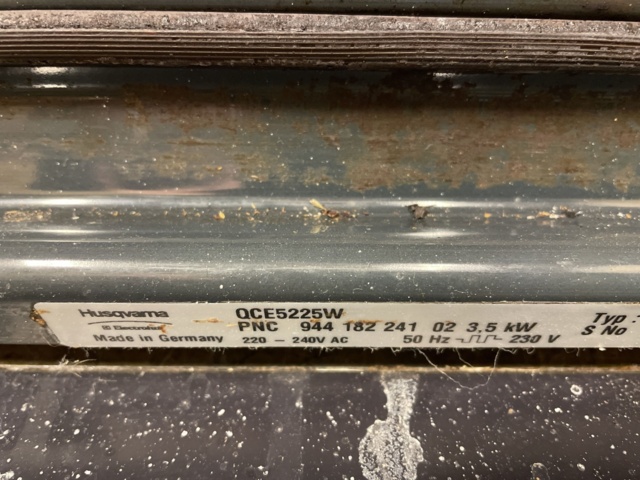 Husqvarna QCE5225W Typ
Electrolux PNC 944 182 241 02 3,5 kW S No
Made in Germany 220 – 240V AC 50 Hz 230 V